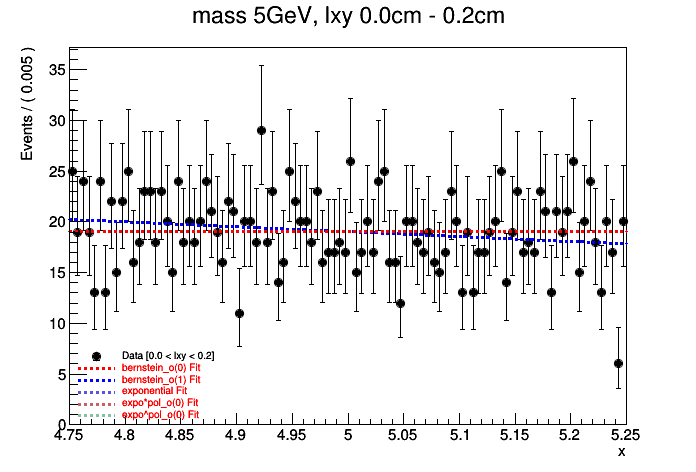 mass 5GeV, lxy 0.0cm - 0.2cm
Events / ( 0.005 )
35
30
25
20
15
10
5
0
Data [0.0 < lxy < 0.2]
bernstein_o(0) Fit
bernstein_o(1) Fit
exponential Fit
expo*pol_o(0) Fit
expo^pol_o(0) Fit
4.75 4.8 4.85 4.9 4.95 5 5.05 5.1 5.15 5.2 5.25
x